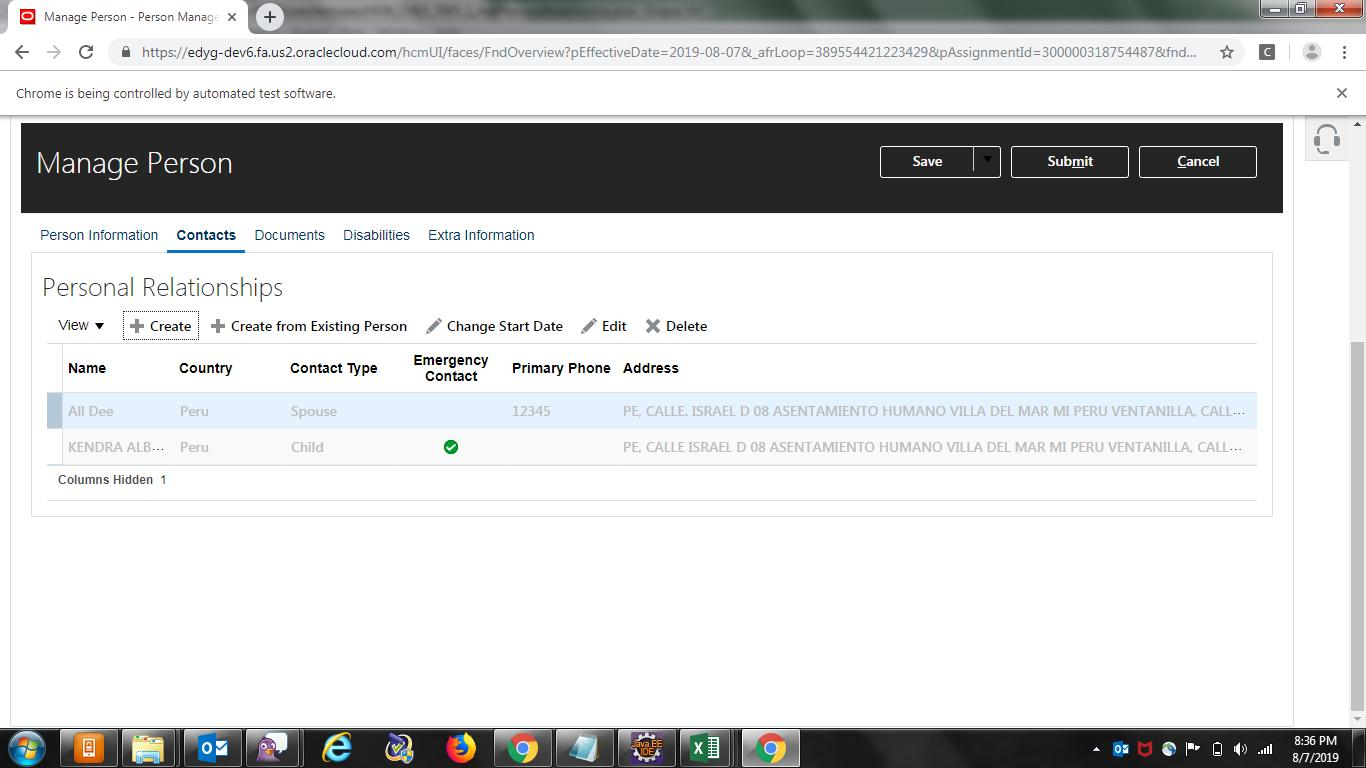 Manage Person - Person Manage
https://edyg-dev6.fa.us2.oraclecloud.com/hcmUI/faces/FndOverview?pEffectiveDate=2019-08-07&_afrLoop=389554421223429&pAssignmentId=300000318754487&fnd...
C
Chrome is being controlled by automated test software.
Manage Person
Save Submit Cancel
Person Information Contacts Documents Disabilities Extra Information
Personal Relationships
View Create Create from Existing Person Change Start Date Edit Delete
Name Country Contact Type Emergency Contact Primary Phone Address
All Dee Peru Spouse 12345 PE, CALLE. ISRAEL D 08 ASENTAMIENTO HUMANO VILLA DEL MAR MI PERU VENTANILLA, CALL...
KENDRA ALB... Peru Child PE, CALLE ISRAEL D 08 ASENTAMIENTO HUMANO VILLA DEL MAR MI PERU VENTANILLA, CALL...
Columns Hidden 1
Java EE
IDE
8:36 PM
8/7/2019